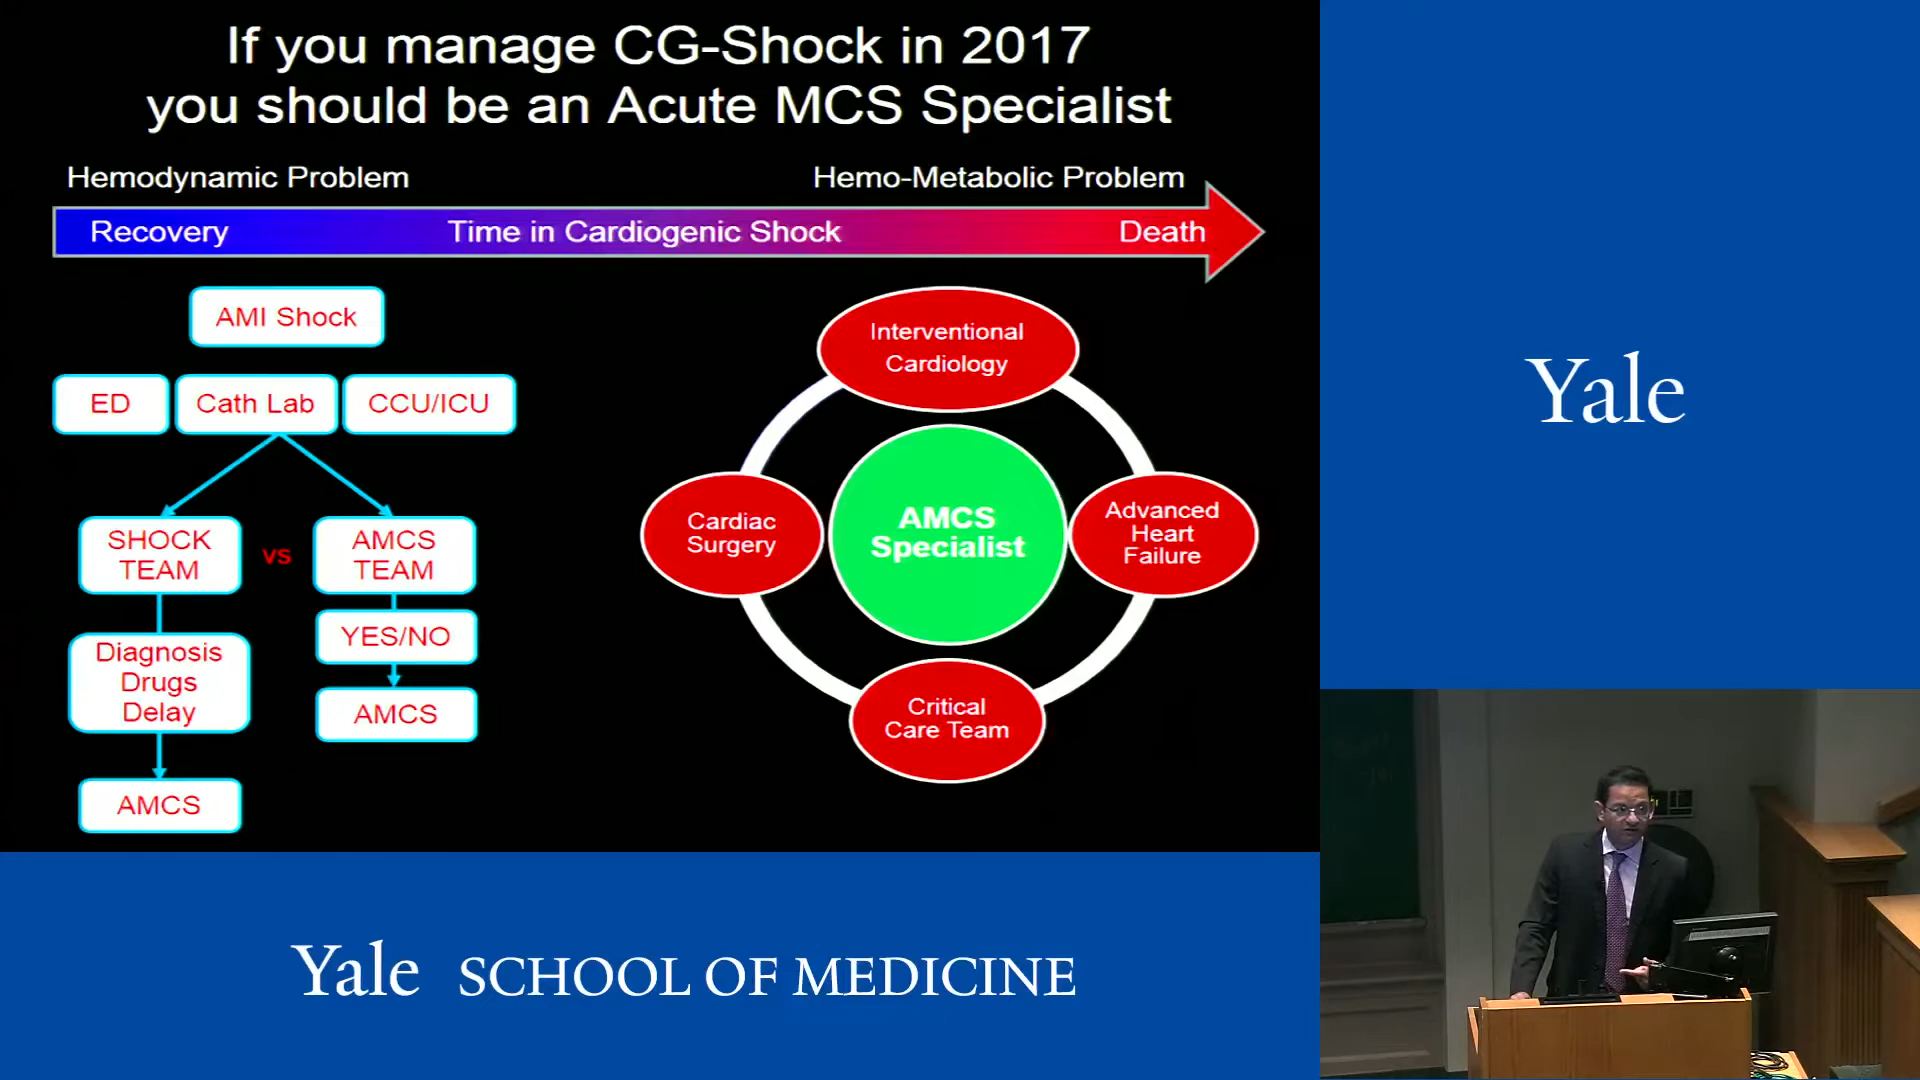 If you manage CG-Shock in 2017
you should be an Acute MCS Specialist
Hemodynamic Problem
Hemo-Metabolic Problem
Recovery
Time in Cardiogenic Shock
Death
AMI Shock
ED
Cath Lab
CCU/ICU
SHOCK
TEAM
vs
AMCS
TEAM
YES/NO
AMCS
Diagnosis
Drugs
Delay
AMCS
Interventional
Cardiology
Cardiac
Surgery
AMCS
Specialist
Advanced
Heart
Failure
Critical
Care Team
Yale
Yale SCHOOL OF MEDICINE